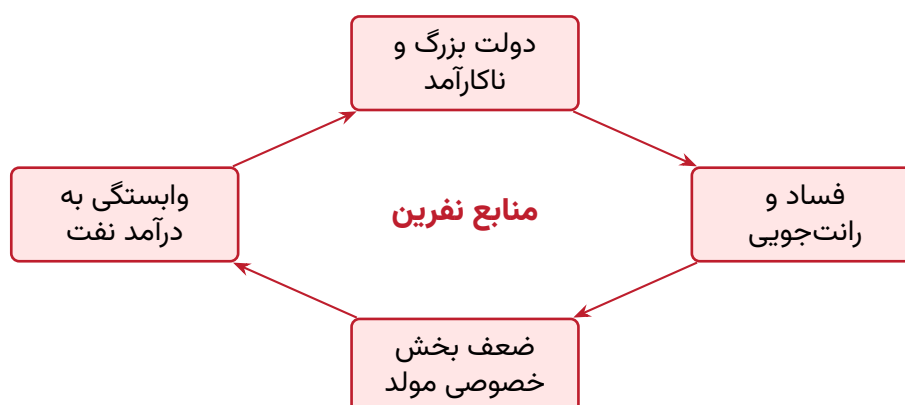 دولت بزرگ و
ناکارآمد
فساد و
رانت‌جویی
منابع نفرین
وابستگی به
درآمد نفت
ضعف بخش
خصوصی مولد